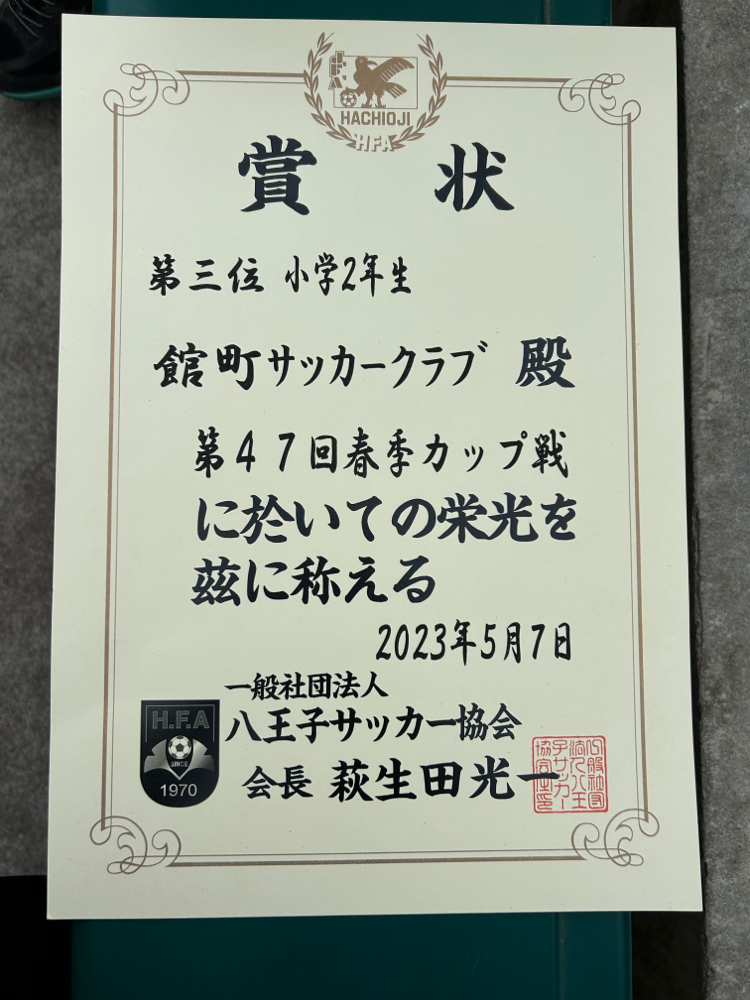 JFA
HACHIOJI
HFA
賞状
第三位 小学2年生
館町サッカークラブ 殿
第47回春季カップ戦
に於いての栄光を
茲に称える
2023年5月7日
一般社団法人
八王子サッカー協会
会長 萩生田光一
H.F.A
SINCE
1970